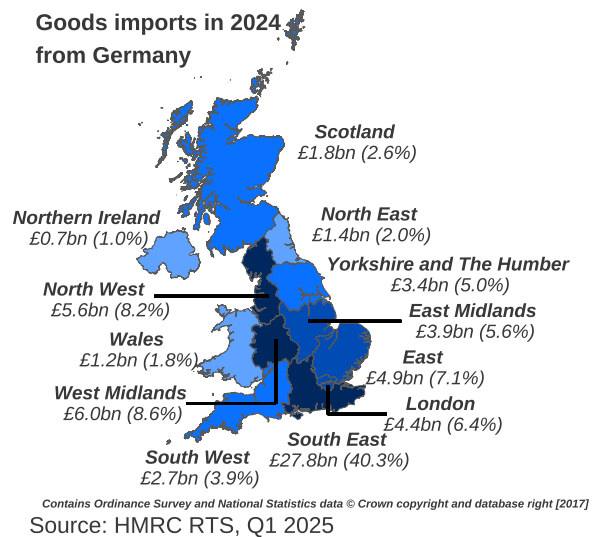 Goods imports in 2024
from Germany
Scotland
£1.8bn (2.6%)
Northern Ireland
£0.7bn (1.0%)
North East
£1.4bn (2.0%)
Yorkshire and The Humber
£3.4bn (5.0%)
North West
£5.6bn (8.2%)
East Midlands
£3.9bn (5.6%)
Wales
£1.2bn (1.8%)
East
£4.9bn (7.1%)
West Midlands
£6.0bn (8.6%)
London
£4.4bn (6.4%)
South East
£27.8bn (40.3%)
South West
£2.7bn (3.9%)
Contains Ordinance Survey and National Statistics data © Crown copyright and database right [2017]
Source: HMRC RTS, Q1 2025